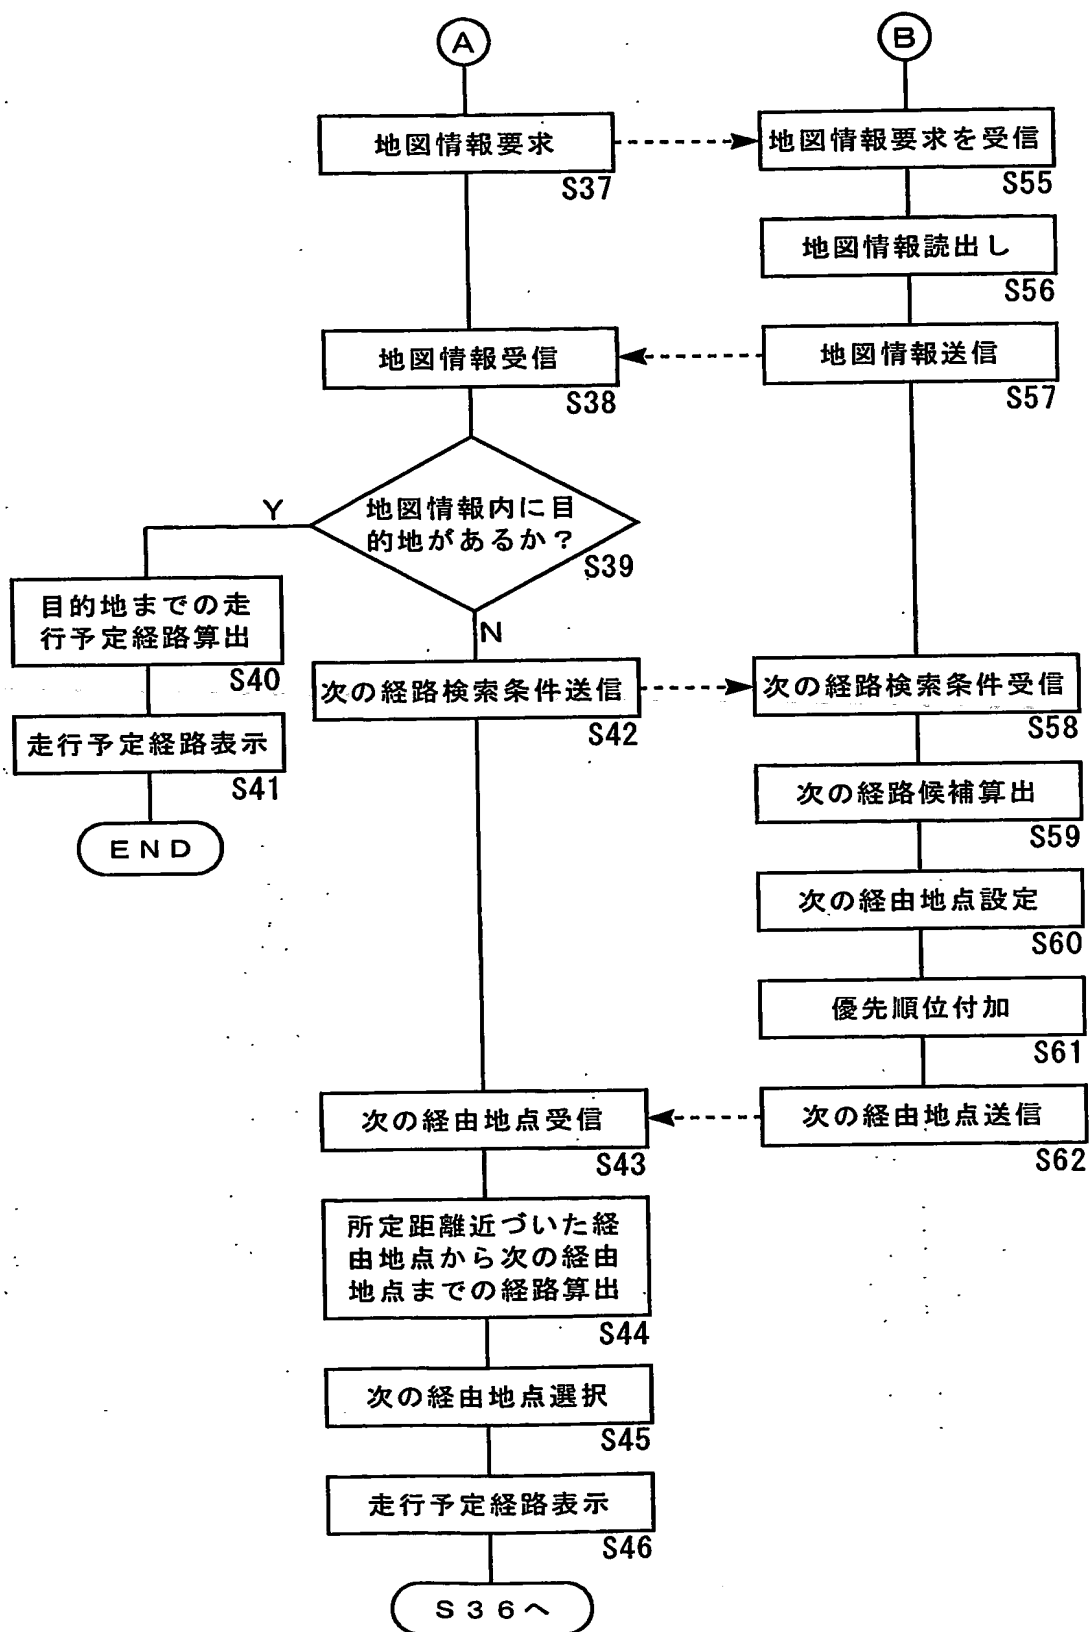 A
B
地図情報要求
S37
地図情報要求を受信
S55
地図情報読出し
S56
地図情報受信
S38
地図情報送信
S57
地図情報内に目
的地があるか?
S39
Y
N
目的地までの走
行予定経路算出
S40
走行予定経路表示
S41
END
次の経路検索条件送信
S42
次の経路検索条件受信
S58
次の経路候補算出
S59
次の経由地点設定
S60
優先順位付加
S61
次の経由地点受信
S43
次の経由地点送信
S62
所定距離近づいた経
由地点から次の経由
地点までの経路算出
S44
次の経由地点選択
S45
走行予定経路表示
S46
S36へ